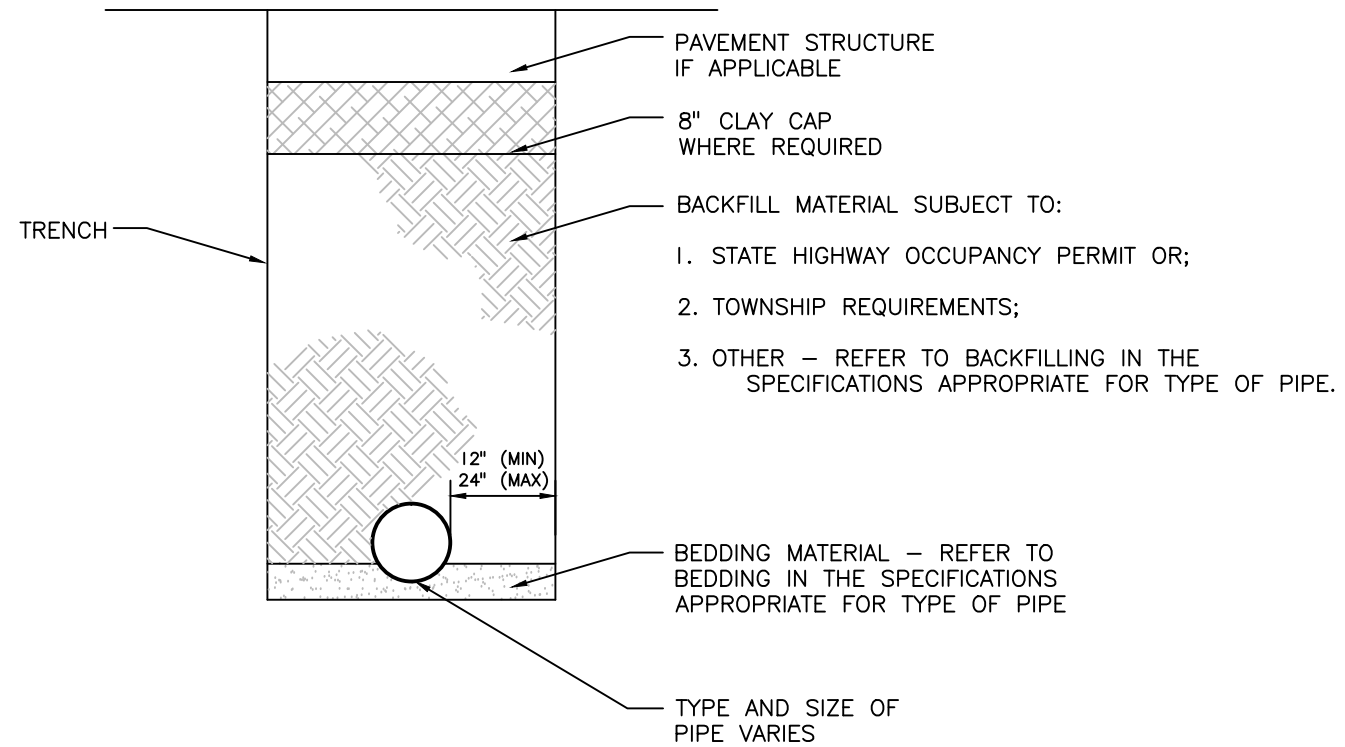 PAVEMENT STRUCTURE
IF APPLICABLE
8" CLAY CAP
WHERE REQUIRED
BACKFILL MATERIAL SUBJECT TO:
TRENCH
1. STATE HIGHWAY OCCUPANCY PERMIT OR;
2. TOWNSHIP REQUIREMENTS;
3. OTHER – REFER TO BACKFILLING IN THE
SPECIFICATIONS APPROPRIATE FOR TYPE OF PIPE.
12" (MIN)
24" (MAX)
BEDDING MATERIAL – REFER TO
BEDDING IN THE SPECIFICATIONS
APPROPRIATE FOR TYPE OF PIPE
TYPE AND SIZE OF
PIPE VARIES